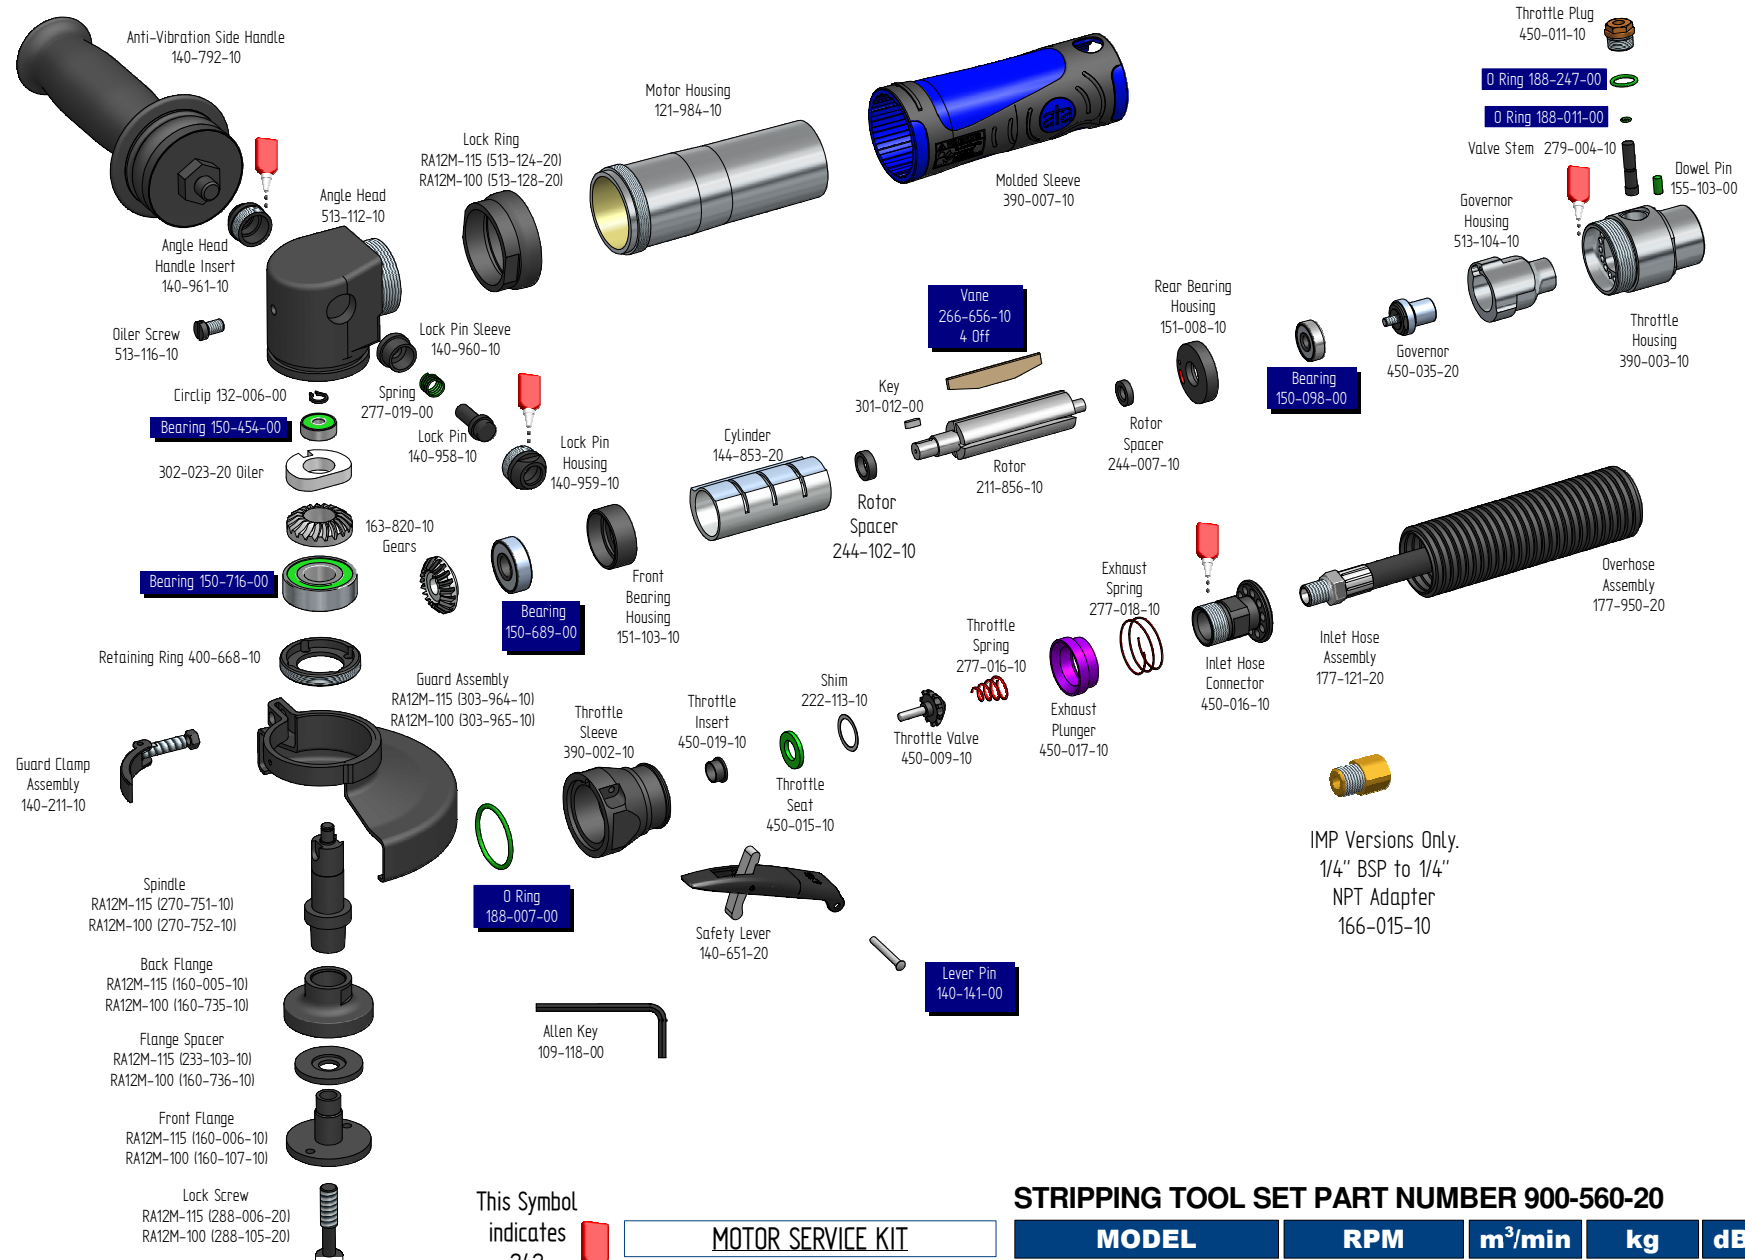 Anti-Vibration Side Handle
140-792-10
Angle Head
Handle Insert
140-961-10
Oiler Screw
513-116-10
Angle Head
513-112-10
Lock Ring
RA12M-115 (513-124-20)
RA12M-100 (513-128-20)
Motor Housing
121-984-10
Molded Sleeve
390-007-10
Throttle Plug
450-011-10
O Ring 188-247-00
O Ring 188-011-00
Valve Stem 279-004-10
Dowel Pin
155-103-00
Governor
Housing
513-104-10
Throttle
Housing
390-003-10
Governor
450-035-20
Bearing
150-098-00
Rear Bearing
Housing
151-008-10
Rotor
Spacer
244-007-10
Vane
266-656-10
4 Off
Key
301-012-00
Rotor
211-856-10
Rotor
Spacer
244-102-10
Cylinder
144-853-20
Lock Pin Sleeve
140-960-10
Spring
277-019-00
Lock Pin
140-958-10
Lock Pin
Housing
140-959-10
Circlip 132-006-00
Bearing 150-454-00
302-023-20 Oiler
163-820-10
Gears
Bearing 150-716-00
Bearing
150-689-00
Front
Bearing
Housing
151-103-10
Retaining Ring 400-668-10
Guard Assembly
RA12M-115 (303-964-10)
RA12M-100 (303-965-10)
Guard Clamp
Assembly
140-211-10
O Ring
188-007-00
Throttle
Sleeve
390-002-10
Throttle
Insert
450-019-10
Throttle
Seat
450-015-10
Shim
222-113-10
Throttle Valve
450-009-10
Throttle
Spring
277-016-10
Exhaust
Plunger
450-017-10
Exhaust
Spring
277-018-10
Inlet Hose
Connector
450-016-10
Inlet Hose
Assembly
177-121-20
Overhose
Assembly
177-950-20
IMP Versions Only.
1/4" BSP to 1/4"
NPT Adapter
166-015-10
Safety Lever
140-651-20
Lever Pin
140-141-00
Allen Key
109-118-00
Spindle
RA12M-115 (270-751-10)
RA12M-100 (270-752-10)
Back Flange
RA12M-115 (160-005-10)
RA12M-100 (160-735-10)
Flange Spacer
RA12M-115 (233-103-10)
RA12M-100 (160-736-10)
Front Flange
RA12M-115 (160-006-10)
RA12M-100 (160-107-10)
Lock Screw
RA12M-115 (288-006-20)
RA12M-100 (288-105-20)
This Symbol
indicates
MOTOR SERVICE KIT
STRIPPING TOOL SET PART NUMBER 900-560-20
MODEL RPM m³/min kg dB
ata